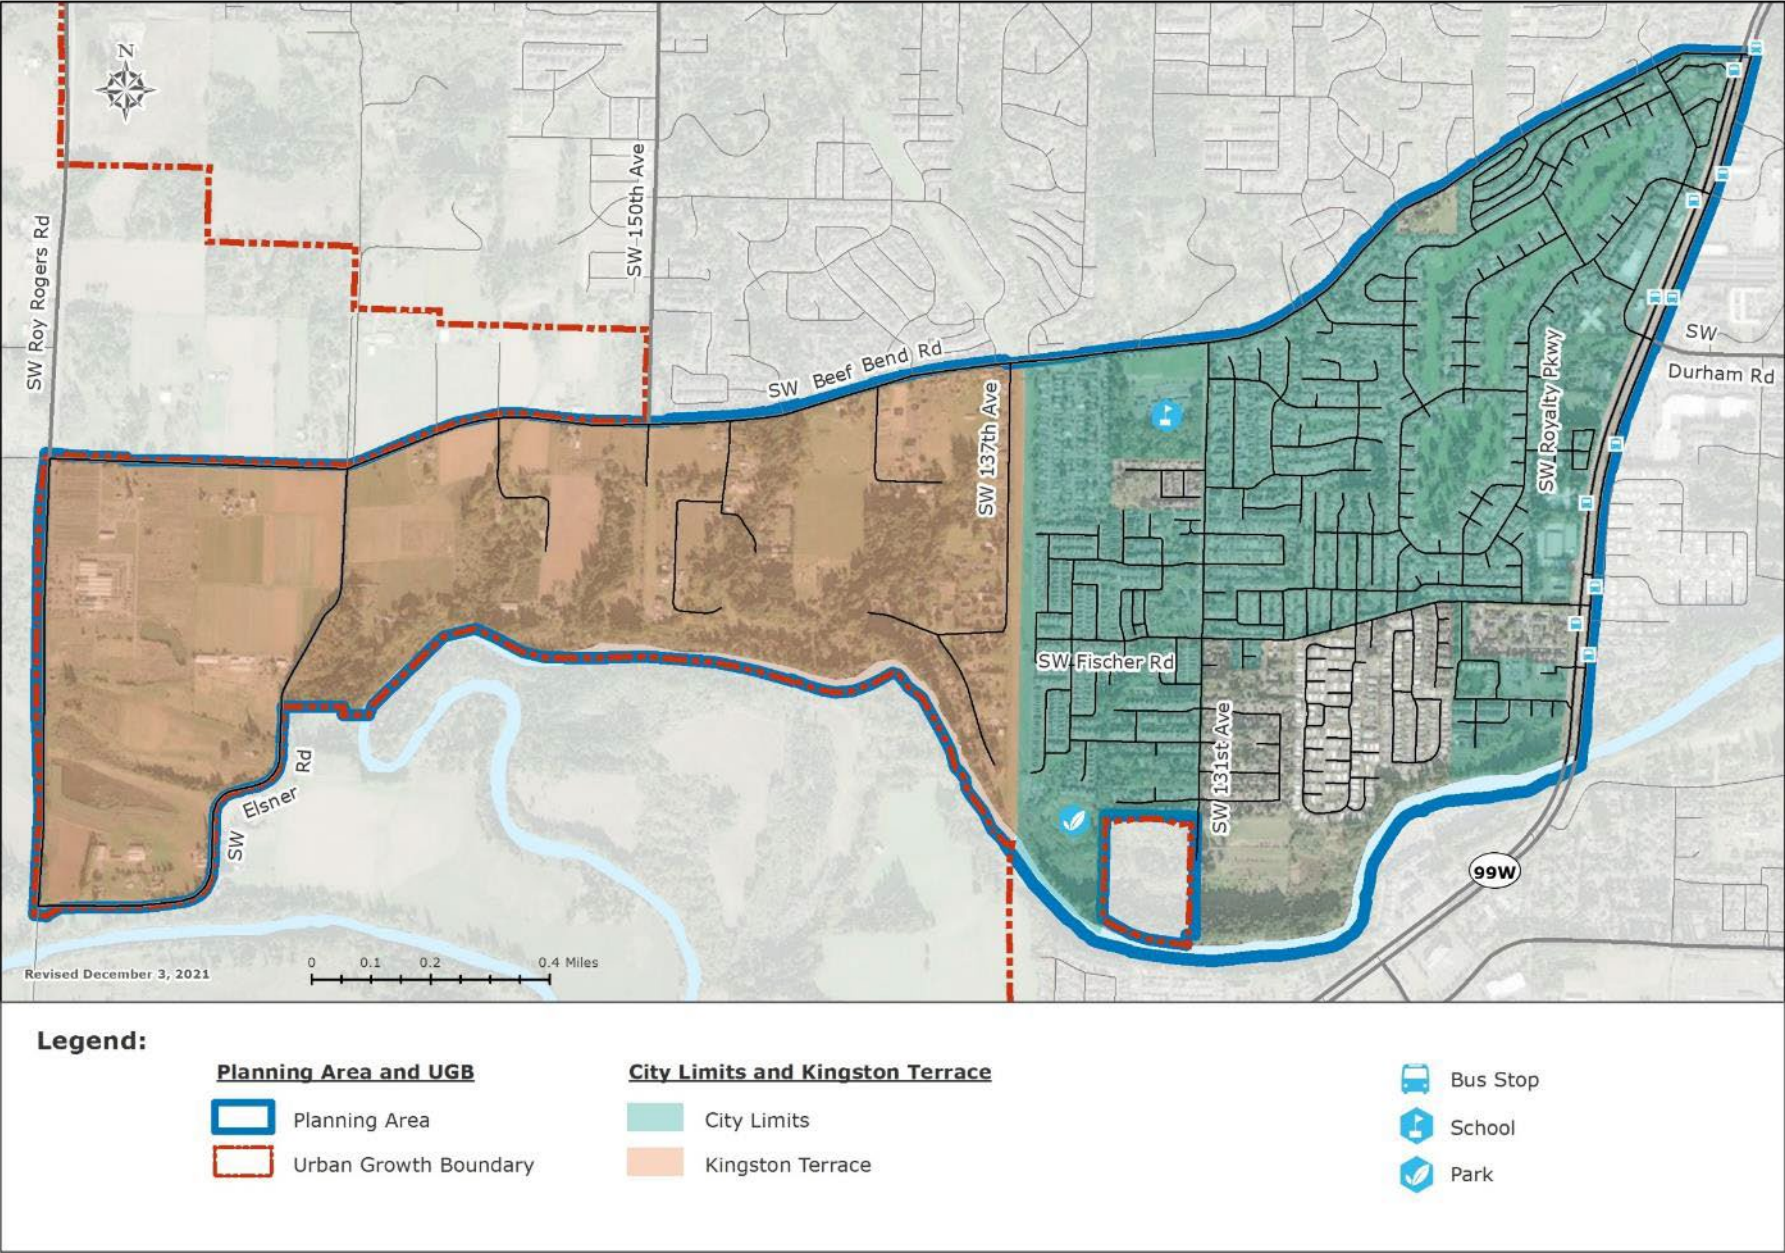 N
SW Roy Rogers Rd
SW 150th Ave
SW Beef Bend Rd
SW 137th Ave
SW Royalty Pkwy
SW
Durham Rd
SW Fischer Rd
SW 131st Ave
SW Elsner Rd
99W
0 0.1 0.2 0.4 Miles
Revised December 3, 2021
Legend:
Planning Area and UGB
Planning Area
Urban Growth Boundary
City Limits and Kingston Terrace
City Limits
Kingston Terrace
Bus Stop
School
Park